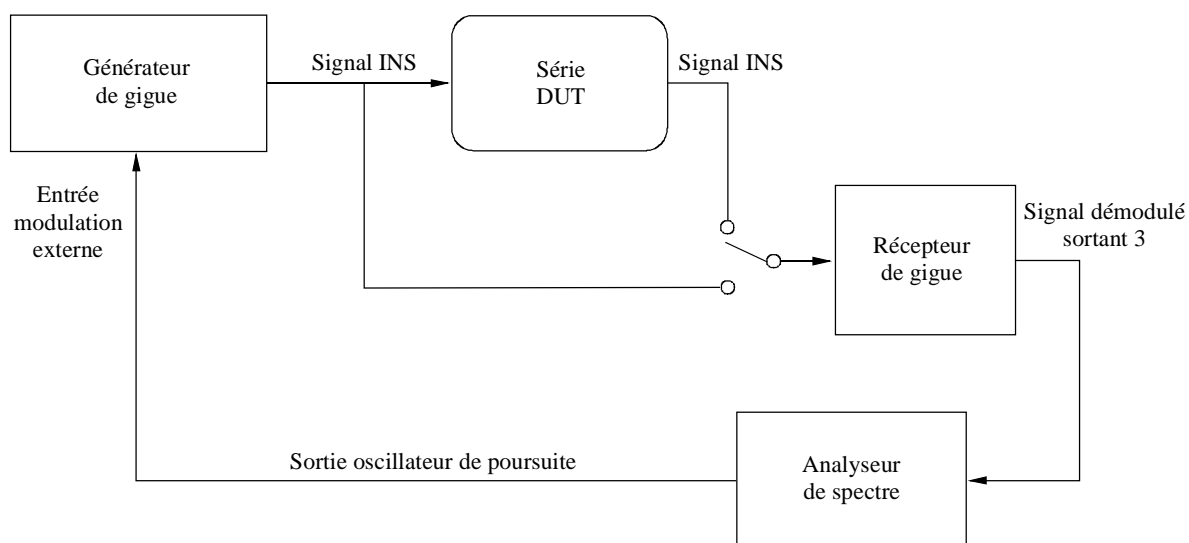 Générateur
de gigue
Signal INS
Série
DUT
Signal INS
Entrée
modulation
externe
Récepteur
de gigue
Signal démodulé
sortant 3
Sortie oscillateur de poursuite
Analyseur
de spectre